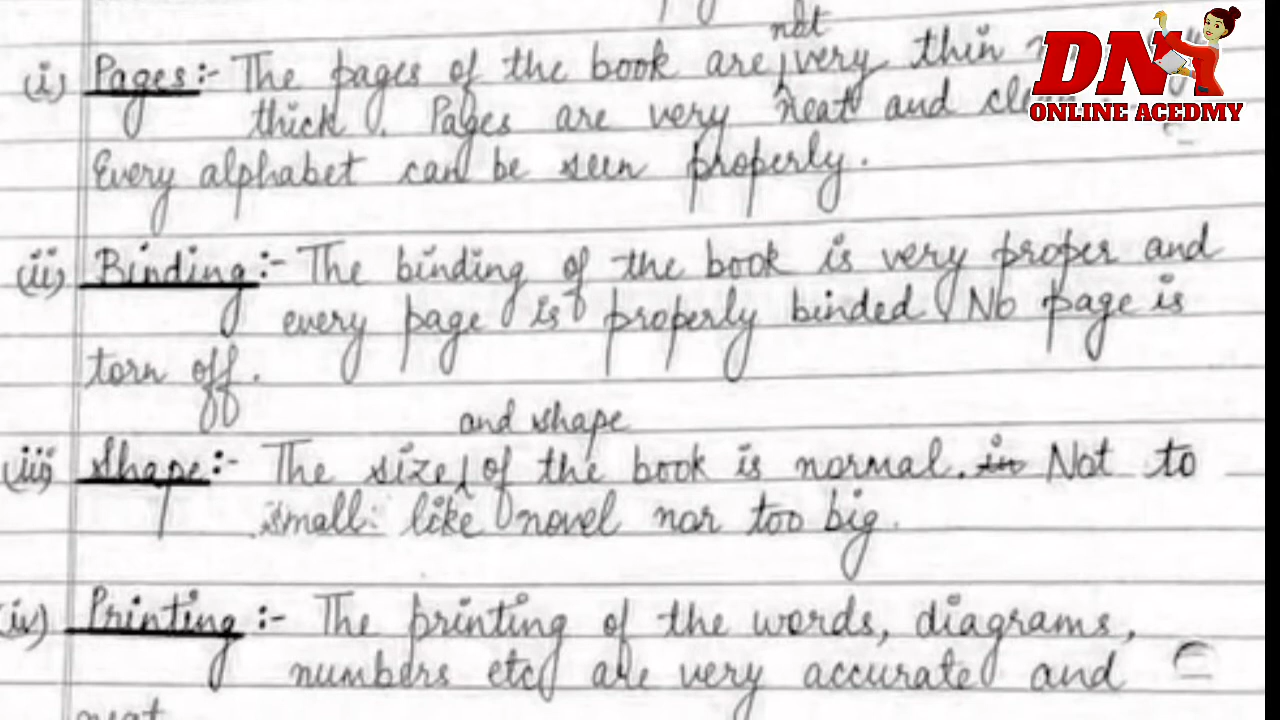 not
(i) Pages:- The pages of the book are very thin
thick. Pages are very neat and
Every alphabet can be seen properly.
(ii) Binding:- The binding of the book is very proper and
every page is properly binded. No page is
torn off.
and shape
(iii) Shape:- The size of the book is normal. in Not to
small like novel nor too big.
(iv) Printing:- The printing of the words, diagrams,
numbers etc are very accurate and
neat
DN
ONLINE ACEDMY